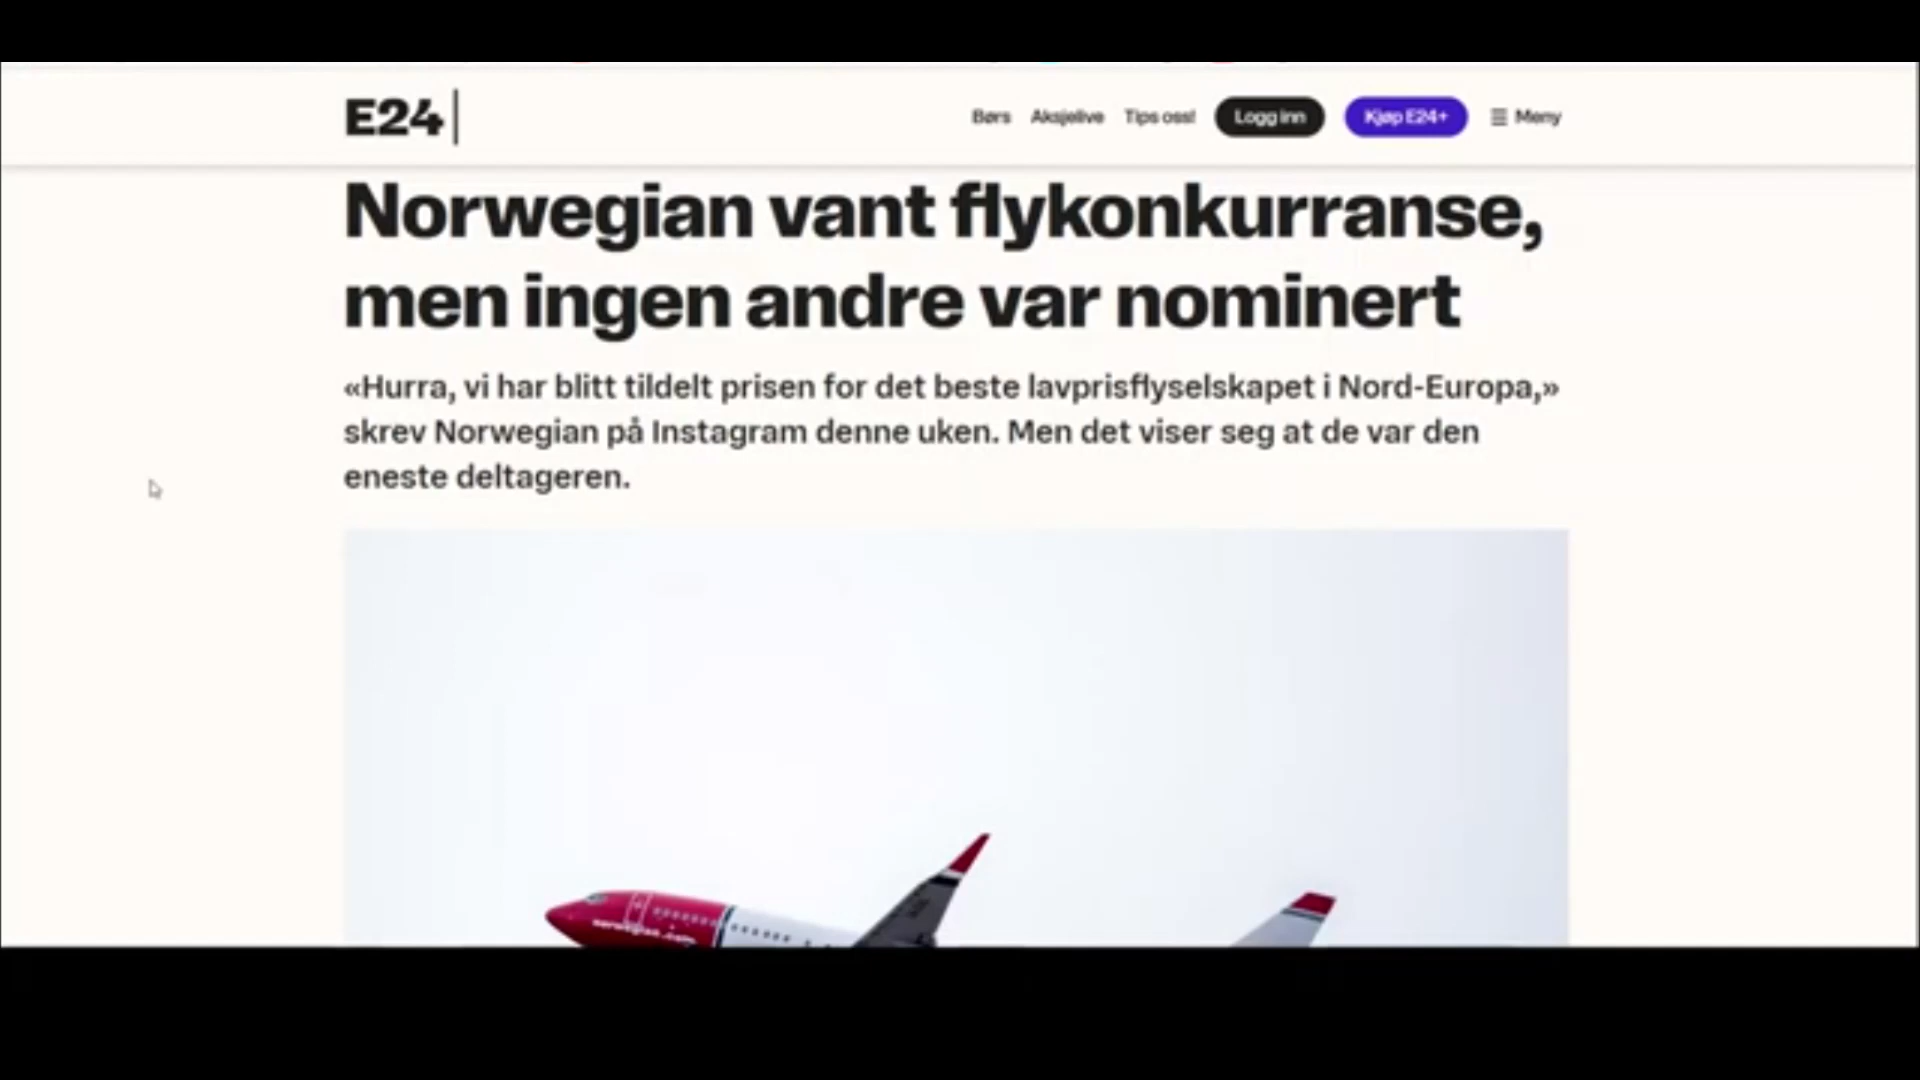 E24
Børs Aksjelive Tips oss! Logg inn Kjøp E24+ Meny
Norwegian vant flykonkurranse,
men ingen andre var nominert
«Hurra, vi har blitt tildelt prisen for det beste lavprisflyselskapet i Nord-Europa,»
skrev Norwegian på Instagram denne uken. Men det viser seg at de var den
eneste deltageren.
norwegian.com